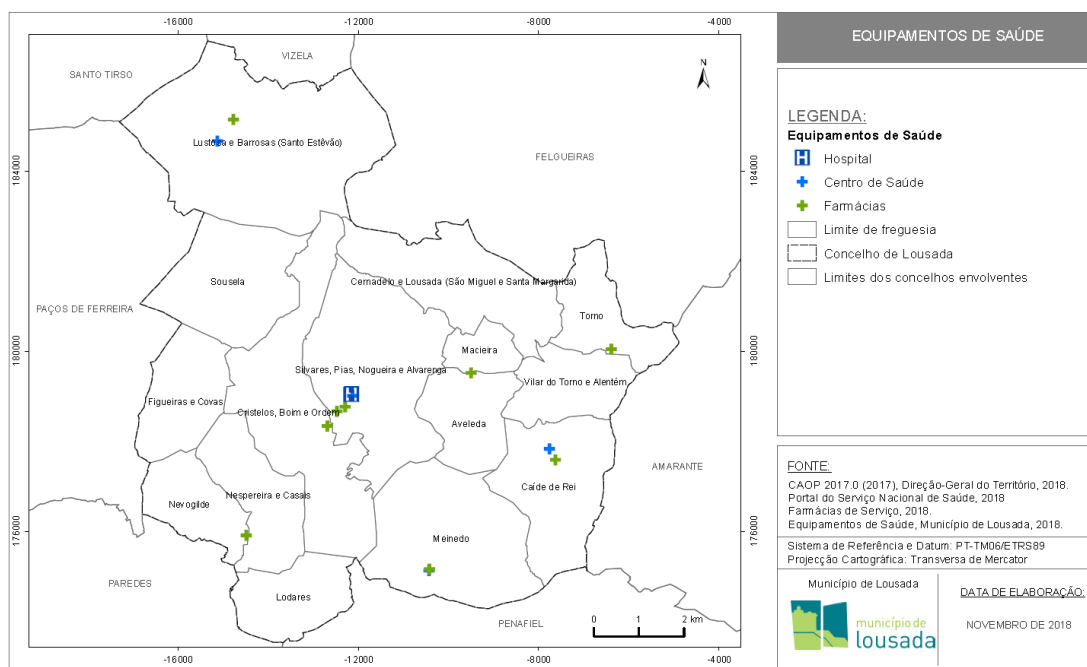 -16000
-12000
-8000
-4000
EQUIPAMENTOS DE SAÚDE
VIZELA
SANTO TIRSO
N
Lustosa e Barrosas (Santo Estêvão)
FELGUEIRAS
184000
184000
LEGENDA:
Equipamentos de Saúde
H Hospital
Centro de Saúde
Farmácias
Limite de freguesia
Concelho de Lousada
Limites dos concelhos envolventes
Sousela
Cernadelo e Lousada (São Miguel e Santa Margarida)
PAÇOS DE FERREIRA
Torno
180000
180000
Macieira
Silvares, Pias, Nogueira e Alvarenga
Vilar do Torno e Alentém
H
Figueiras e Covas
Cristelos, Boim e Ordem
Aveleda
AMARANTE
Caíde de Rei
Nespereira e Casais
Nevogilde
Meinedo
176000
176000
PAREDES
Lodares
PENAFIEL
0 1 2 km
-16000
-12000
-8000
-4000
FONTE:
CAOP 2017.0 (2017), Direção-Geral do Território, 2018.
Portal do Serviço Nacional de Saúde, 2018
Farmácias de Serviço, 2018.
Equipamentos de Saúde, Município de Lousada, 2018.
Sistema de Referência e Datum: PT-TM06/ETRS89
Projecção Cartográfica: Transversa de Mercator
Município de Lousada
município de
lousada
DATA DE ELABORAÇÃO:
NOVEMBRO DE 2018